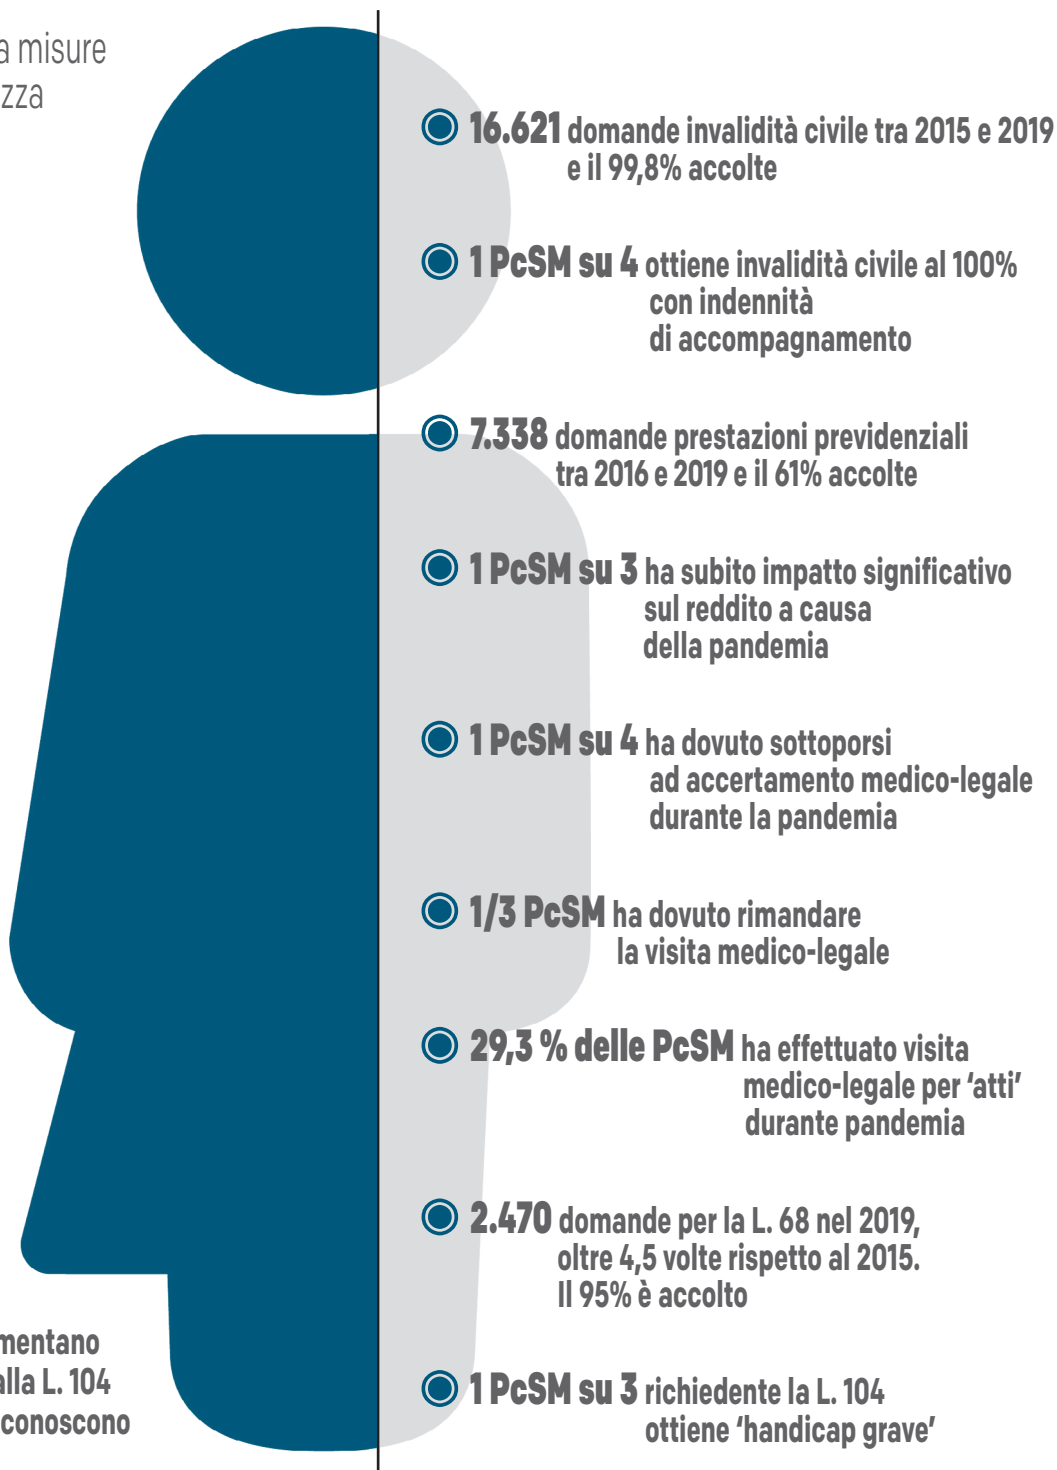 a misure
zza
16.621 domande invalidità civile tra 2015 e 2019
e il 99,8% accolte
1 PcSM su 4 ottiene invalidità civile al 100%
con indennità
di accompagnamento
7.338 domande prestazioni previdenziali
tra 2016 e 2019 e il 61% accolte
1 PcSM su 3 ha subito impatto significativo
sul reddito a causa
della pandemia
1 PcSM su 4 ha dovuto sottoporsi
ad accertamento medico-legale
durante la pandemia
1/3 PcSM ha dovuto rimandare
la visita medico-legale
29,3 % delle PcSM ha effettuato visita
medico-legale per ‘atti’
durante pandemia
2.470 domande per la L. 68 nel 2019,
oltre 4,5 volte rispetto al 2015.
Il 95% è accolto
mentano
alla L. 104
conoscono
1 PcSM su 3 richiedente la L. 104
ottiene ‘handicap grave’